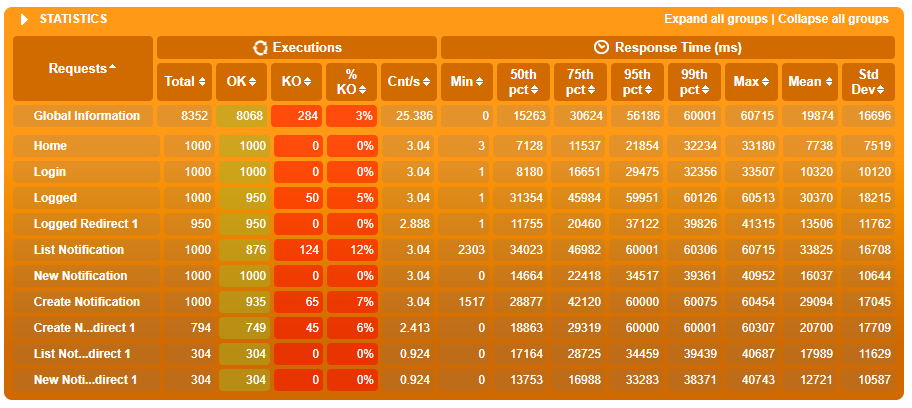 STATISTICS Expand all groups | Collapse all groups
Executions Response Time (ms)
Requests Total OK KO % KO Cnt/s Min 50th pct 75th pct 95th pct 99th pct Max Mean Std Dev
Global Information 8352 8068 284 3% 25.386 0 15263 30624 56186 60001 60715 19874 16696
Home 1000 1000 0 0% 3.04 3 7128 11537 21854 32234 33180 7738 7519
Login 1000 1000 0 0% 3.04 1 8180 16651 29475 32356 33507 10320 10120
Logged 1000 950 50 5% 3.04 1 31354 45984 59951 60126 60513 30370 18215
Logged Redirect 1 950 950 0 0% 2.888 1 11755 20460 37122 39826 41315 13506 11762
List Notification 1000 876 124 12% 3.04 2303 34023 46982 60001 60306 60715 33825 16708
New Notification 1000 1000 0 0% 3.04 0 14664 22418 34517 39361 40952 16037 10644
Create Notification 1000 935 65 7% 3.04 1517 28877 42120 60000 60075 60454 29094 17045
Create N...direct 1 794 749 45 6% 2.413 0 18863 29319 60000 60001 60307 20700 17709
List Not...direct 1 304 304 0 0% 0.924 0 17164 28725 34459 39439 40687 17989 11629
New Noti...direct 1 304 304 0 0% 0.924 0 13753 16988 33283 38371 40743 12721 10587